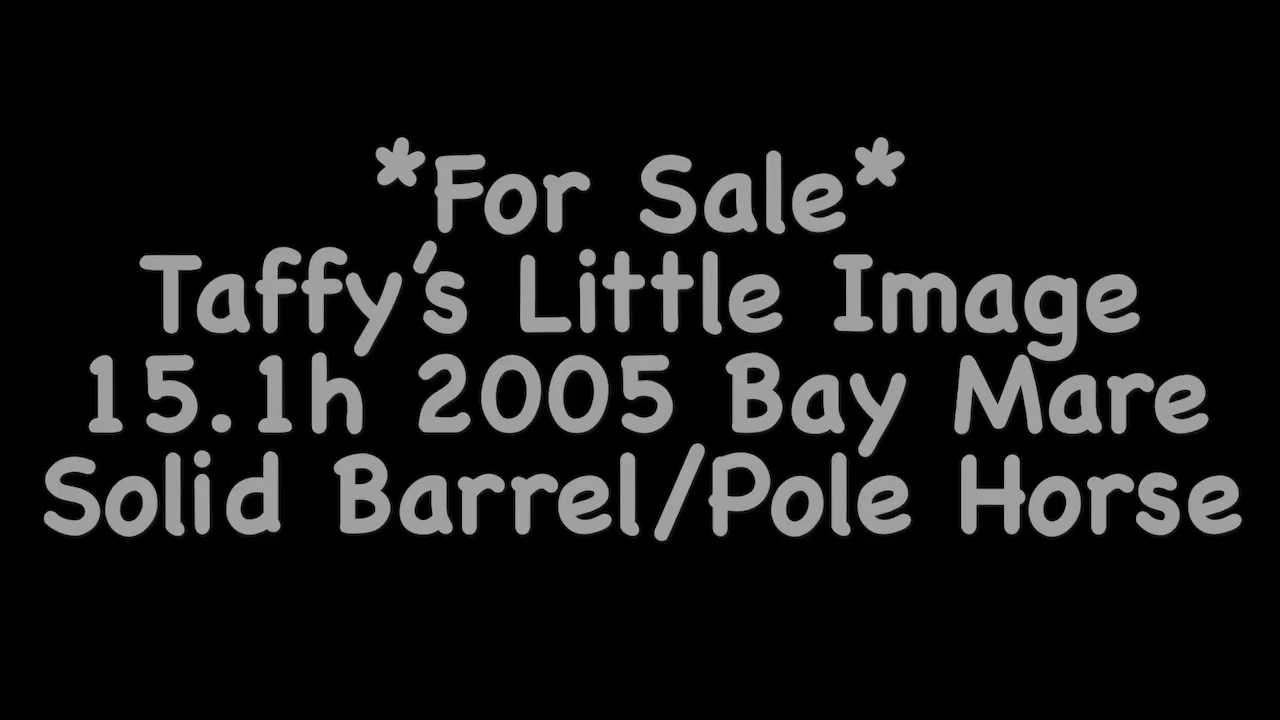 *For Sale*
Taffy's Little Image
15.1h 2005 Bay Mare
Solid Barrel/Pole Horse